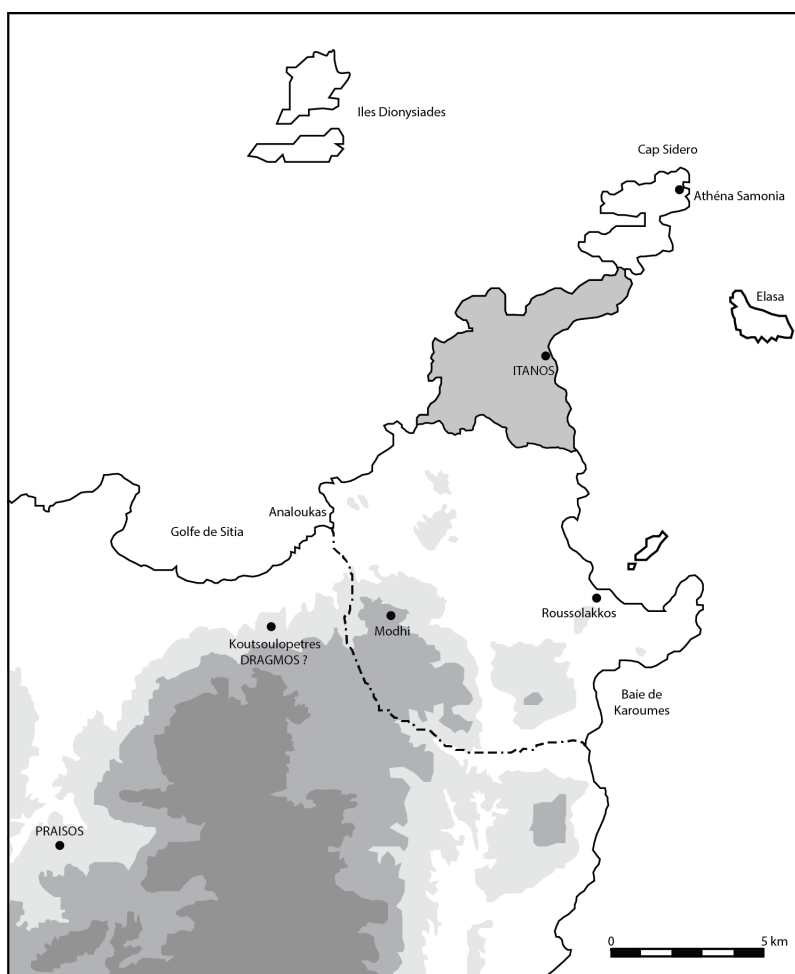 Iles Dionysiades
Cap Sidero
Athéna Samonia
Elasa
ITANOS
Analoukas
Golfe de Sitia
Roussolakkos
Modhi
Koutsoulopetres
DRAGMOS ?
Baie de
Karoumes
PRAISOS
0
5 km